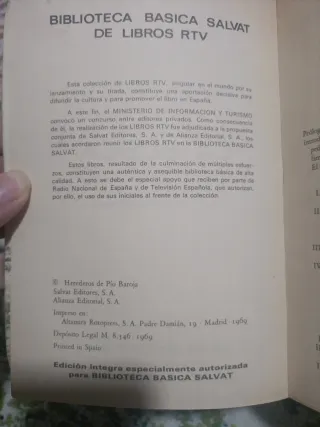 BIBLIOTECA BASICA SALVAT
DE LIBROS RTV
Esta colección de LIBROS RTV, singular en el mundo por su
lanzamiento y su tirada, constituye una aportación decisiva para
difundir la cultura y para promover el libro en España.
A este fin, el MINISTERIO DE INFORMACION Y TURISMO
convocó un concurso entre editores privados. Como consecuencia
de él, la realización de los LIBROS RTV fue adjudicada a la propuesta
conjunta de Salvat Editores, S. A. y de Alianza Editorial, S. A., los
cuales acordaron reunir los LIBROS RTV en la BIBLIOTECA BASICA
SALVAT.
Estos libros, resultado de la culminación de múltiples esfuer-
zos, constituyen una auténtica y asequible biblioteca básica de alta
calidad. A esto se debe el especial apoyo que reciben por parte de
Radio Nacional de España y de Televisión Española, que autorizan,
por ello, el uso de sus iniciales al frente de la colección.
© Herederos de Pío Baroja
Salvat Editores, S. A.
Alianza Editorial, S. A.
Impreso en:
Altamira Rotopress, S. A. Padre Damián, 19 · Madrid · 1969
Depósito Legal M. 8.346 · 1969
Printed in Spain
Edición íntegra especialmente autorizada
para BIBLIOTECA BASICA SALVAT